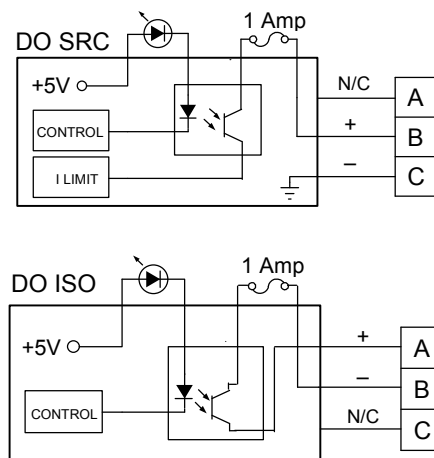 1 Amp
DO SRC
+5V
N/C
A
CONTROL
+
B
I LIMIT
–
C
1 Amp
DO ISO
+5V
+
A
–
B
CONTROL
N/C
C